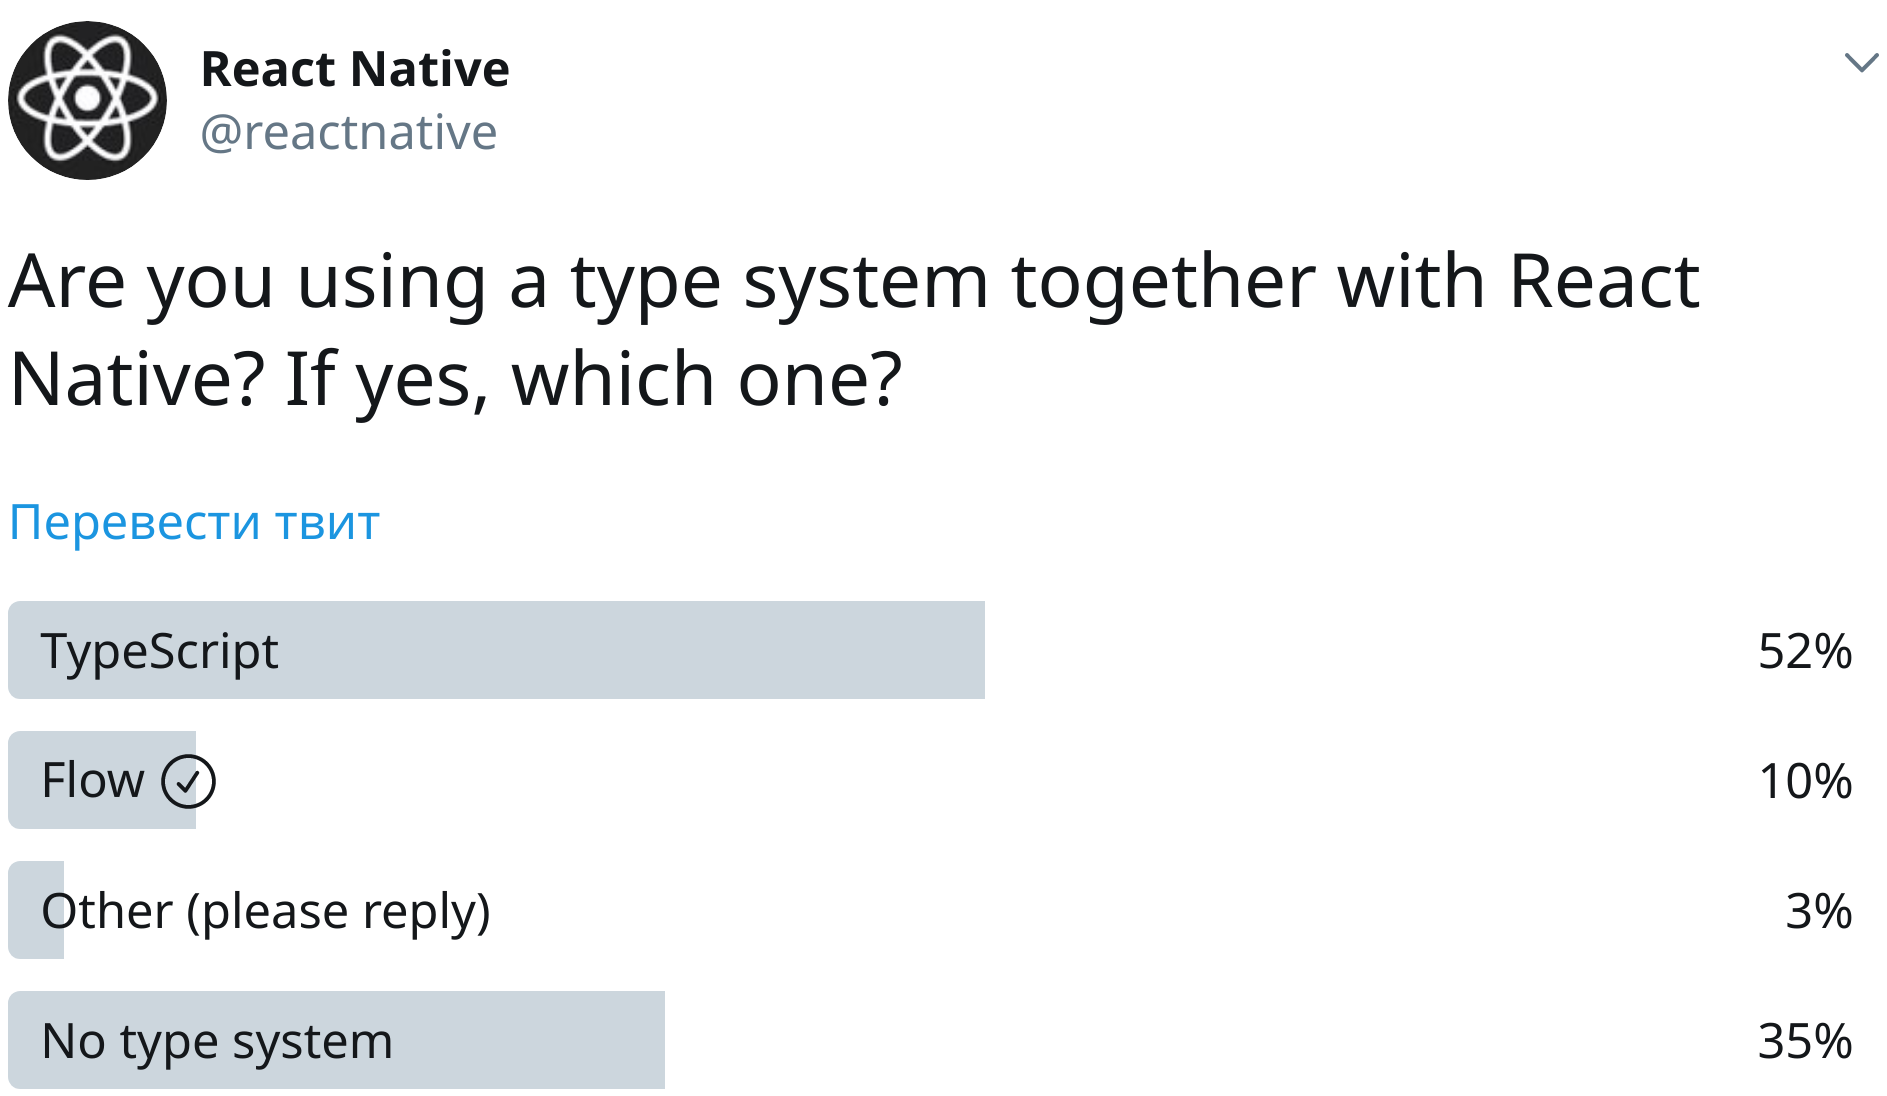 React Native
@reactnative
Are you using a type system together with React
Native? If yes, which one?
Перевести твит
TypeScript 52%
Flow 10%
Other (please reply) 3%
No type system 35%